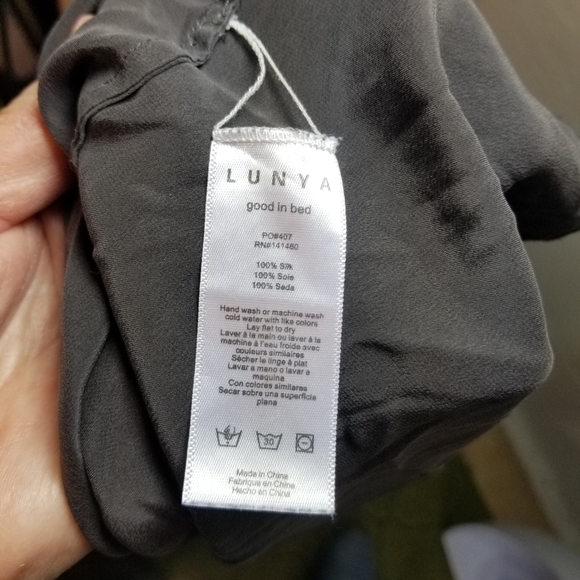 LUNYA
good in bed
PO#407
RN#141460
100% Silk
100% Soie
100% Seda
Hand wash or machine wash
cold water with like colors
Lay flat to dry
Laver à la main ou laver à la
machine à l'eau froide avec
couleurs similaires
Sécher le linge à plat
Lavar a mano o lavar a
maquina
Con colores similares
Secar sobre una superficie
plana
30
Made in China
Fabriqué en Chine
Hecho en China